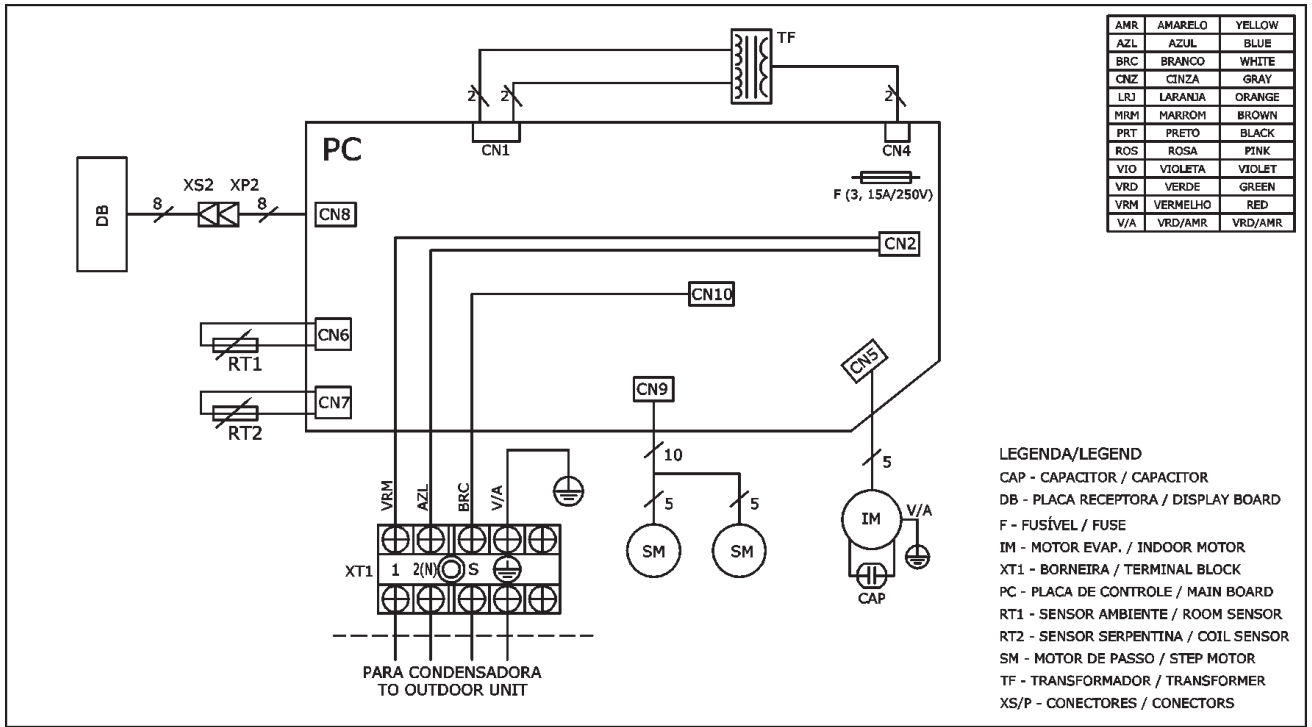 TF
2
2
2
CN1
CN4
PC
F (3, 15A/250V)
DB
8
XS2 XP2
8
CN8
CN2
CN10
CN6
RT1
CN7
RT2
CN5
CN9
10
5
5
5
SM
SM
IM
V/A
CAP
VRM
AZL
BRC
V/A
XT1
1 2(N) S
PARA CONDENSADORA
TO OUTDOOR UNIT
AMR AMARELO YELLOW
AZL AZUL BLUE
BRC BRANCO WHITE
CNZ CINZA GRAY
LRJ LARANJA ORANGE
MRM MARROM BROWN
PRT PRETO BLACK
ROS ROSA PINK
VIO VIOLETA VIOLET
VRD VERDE GREEN
VRM VERMELHO RED
V/A VRD/AMR VRD/AMR
LEGENDA/LEGEND
CAP - CAPACITOR / CAPACITOR
DB - PLACA RECEPTORA / DISPLAY BOARD
F - FUSÍVEL / FUSE
IM - MOTOR EVAP. / INDOOR MOTOR
XT1 - BORNEIRA / TERMINAL BLOCK
PC - PLACA DE CONTROLE / MAIN BOARD
RT1 - SENSOR AMBIENTE / ROOM SENSOR
RT2 - SENSOR SERPENTINA / COIL SENSOR
SM - MOTOR DE PASSO / STEP MOTOR
TF - TRANSFORMADOR / TRANSFORMER
XS/P - CONECTORES / CONECTORS